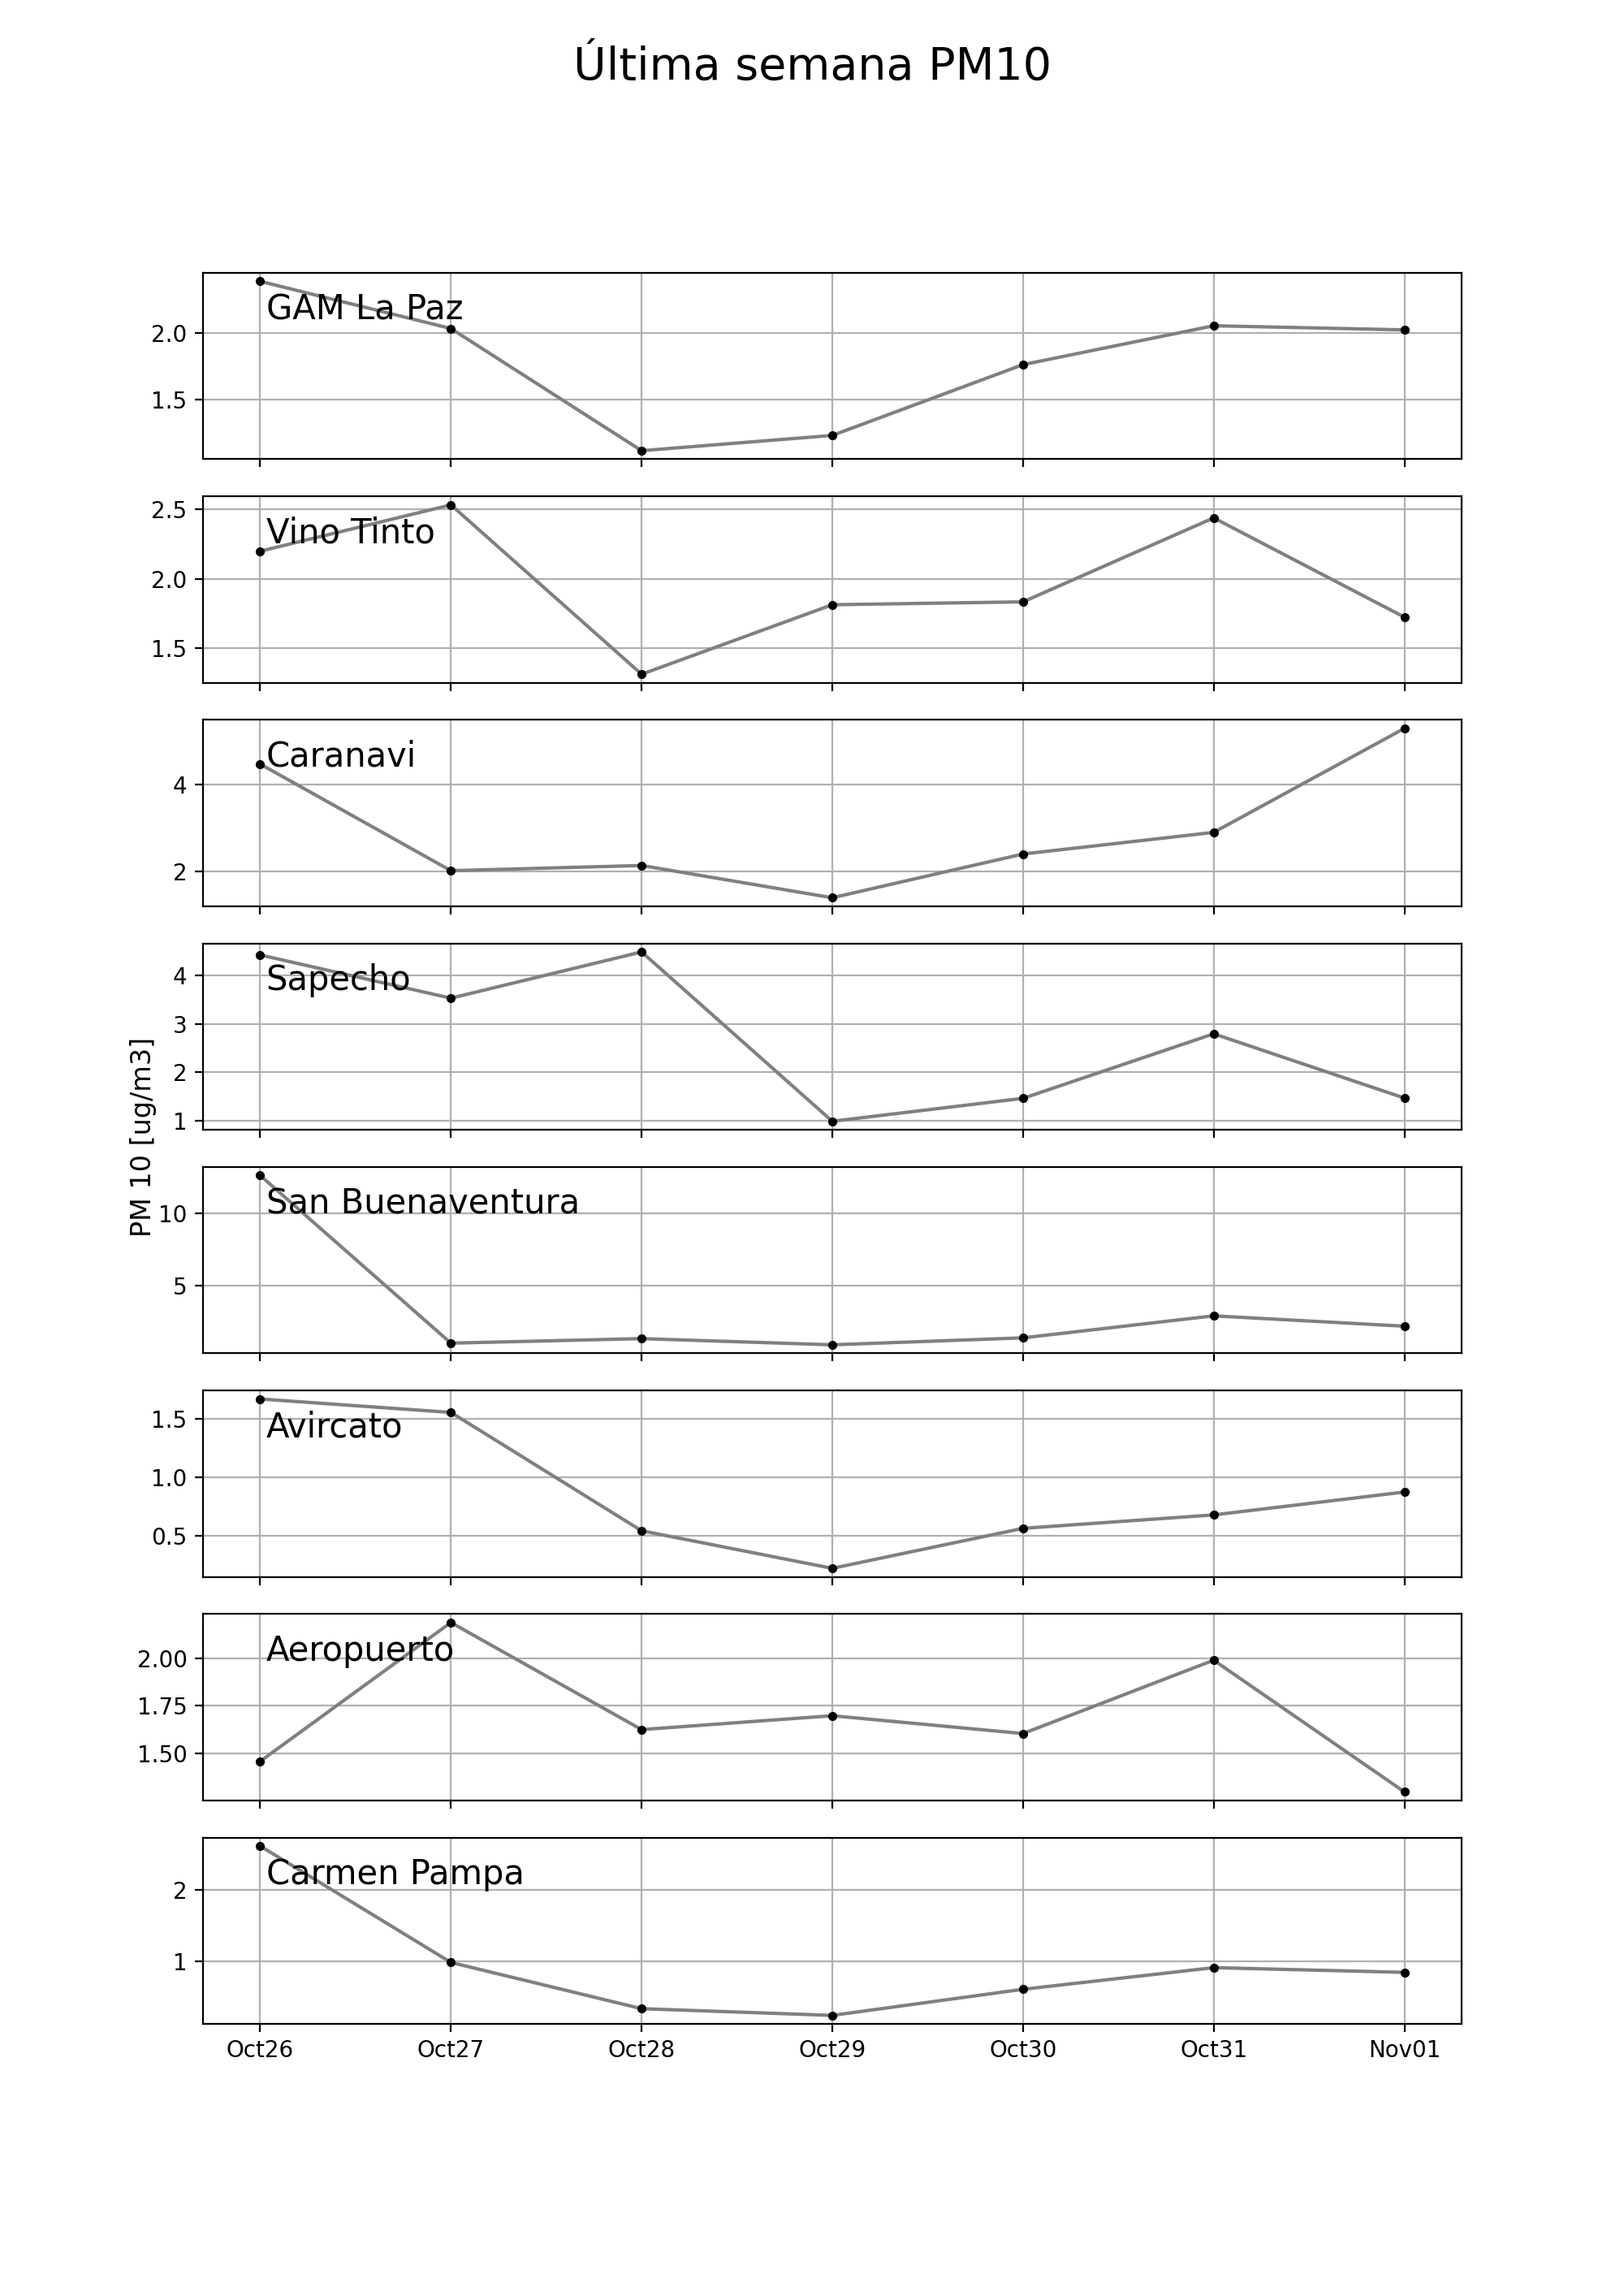 Última semana PM10
GAM La Paz
2.0
1.5
Vino Tinto
2.5
2.0
1.5
Caranavi
4
2
Sapecho
4
3
2
1
PM 10 [ug/m3]
San Buenaventura
10
5
Avircato
1.5
1.0
0.5
Aeropuerto
2.00
1.75
1.50
Carmen Pampa
2
1
Oct26 Oct27 Oct28 Oct29 Oct30 Oct31 Nov01